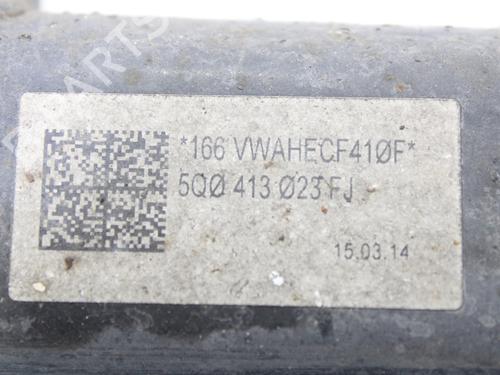 *166 VWAHECF41ØF*
5QØ 413 Ø23 FJ
15.03.14